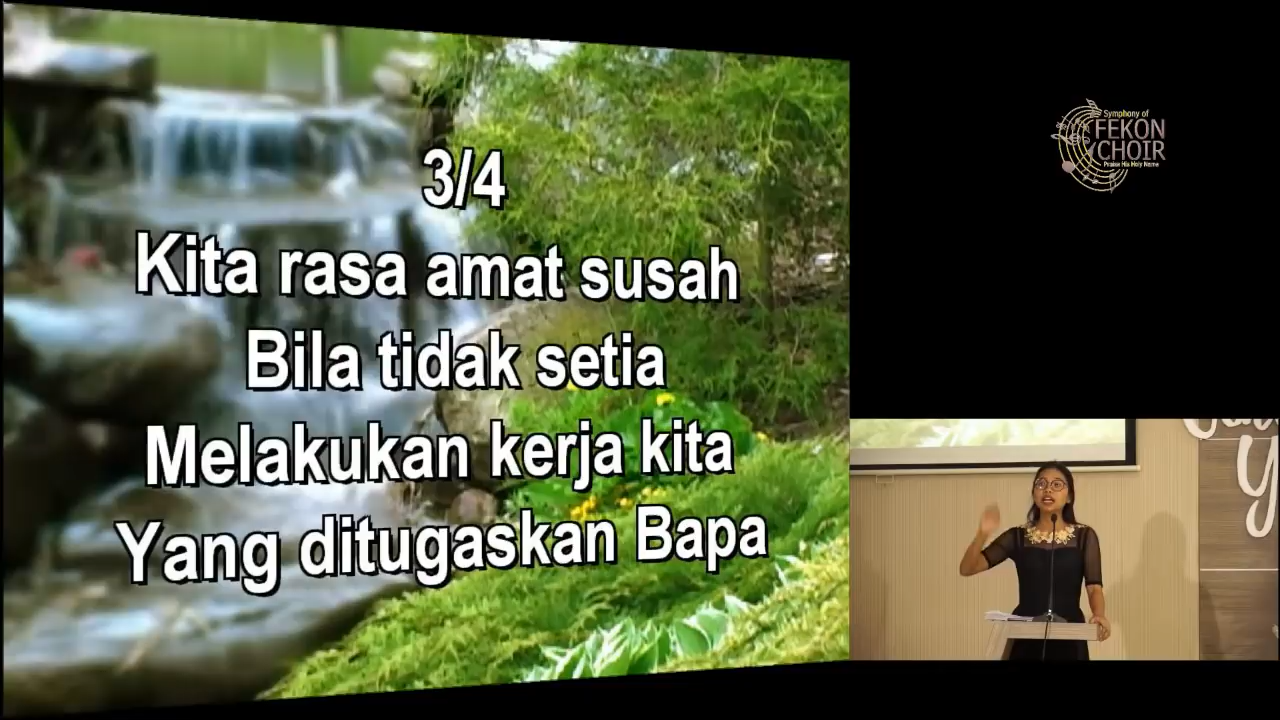 3/4
Kita rasa amat susah
Bila tidak setia
Melakukan kerja kita
Yang ditugaskan Bapa
Symphony of
FEKON
CHOIR
Praise His Holy Name